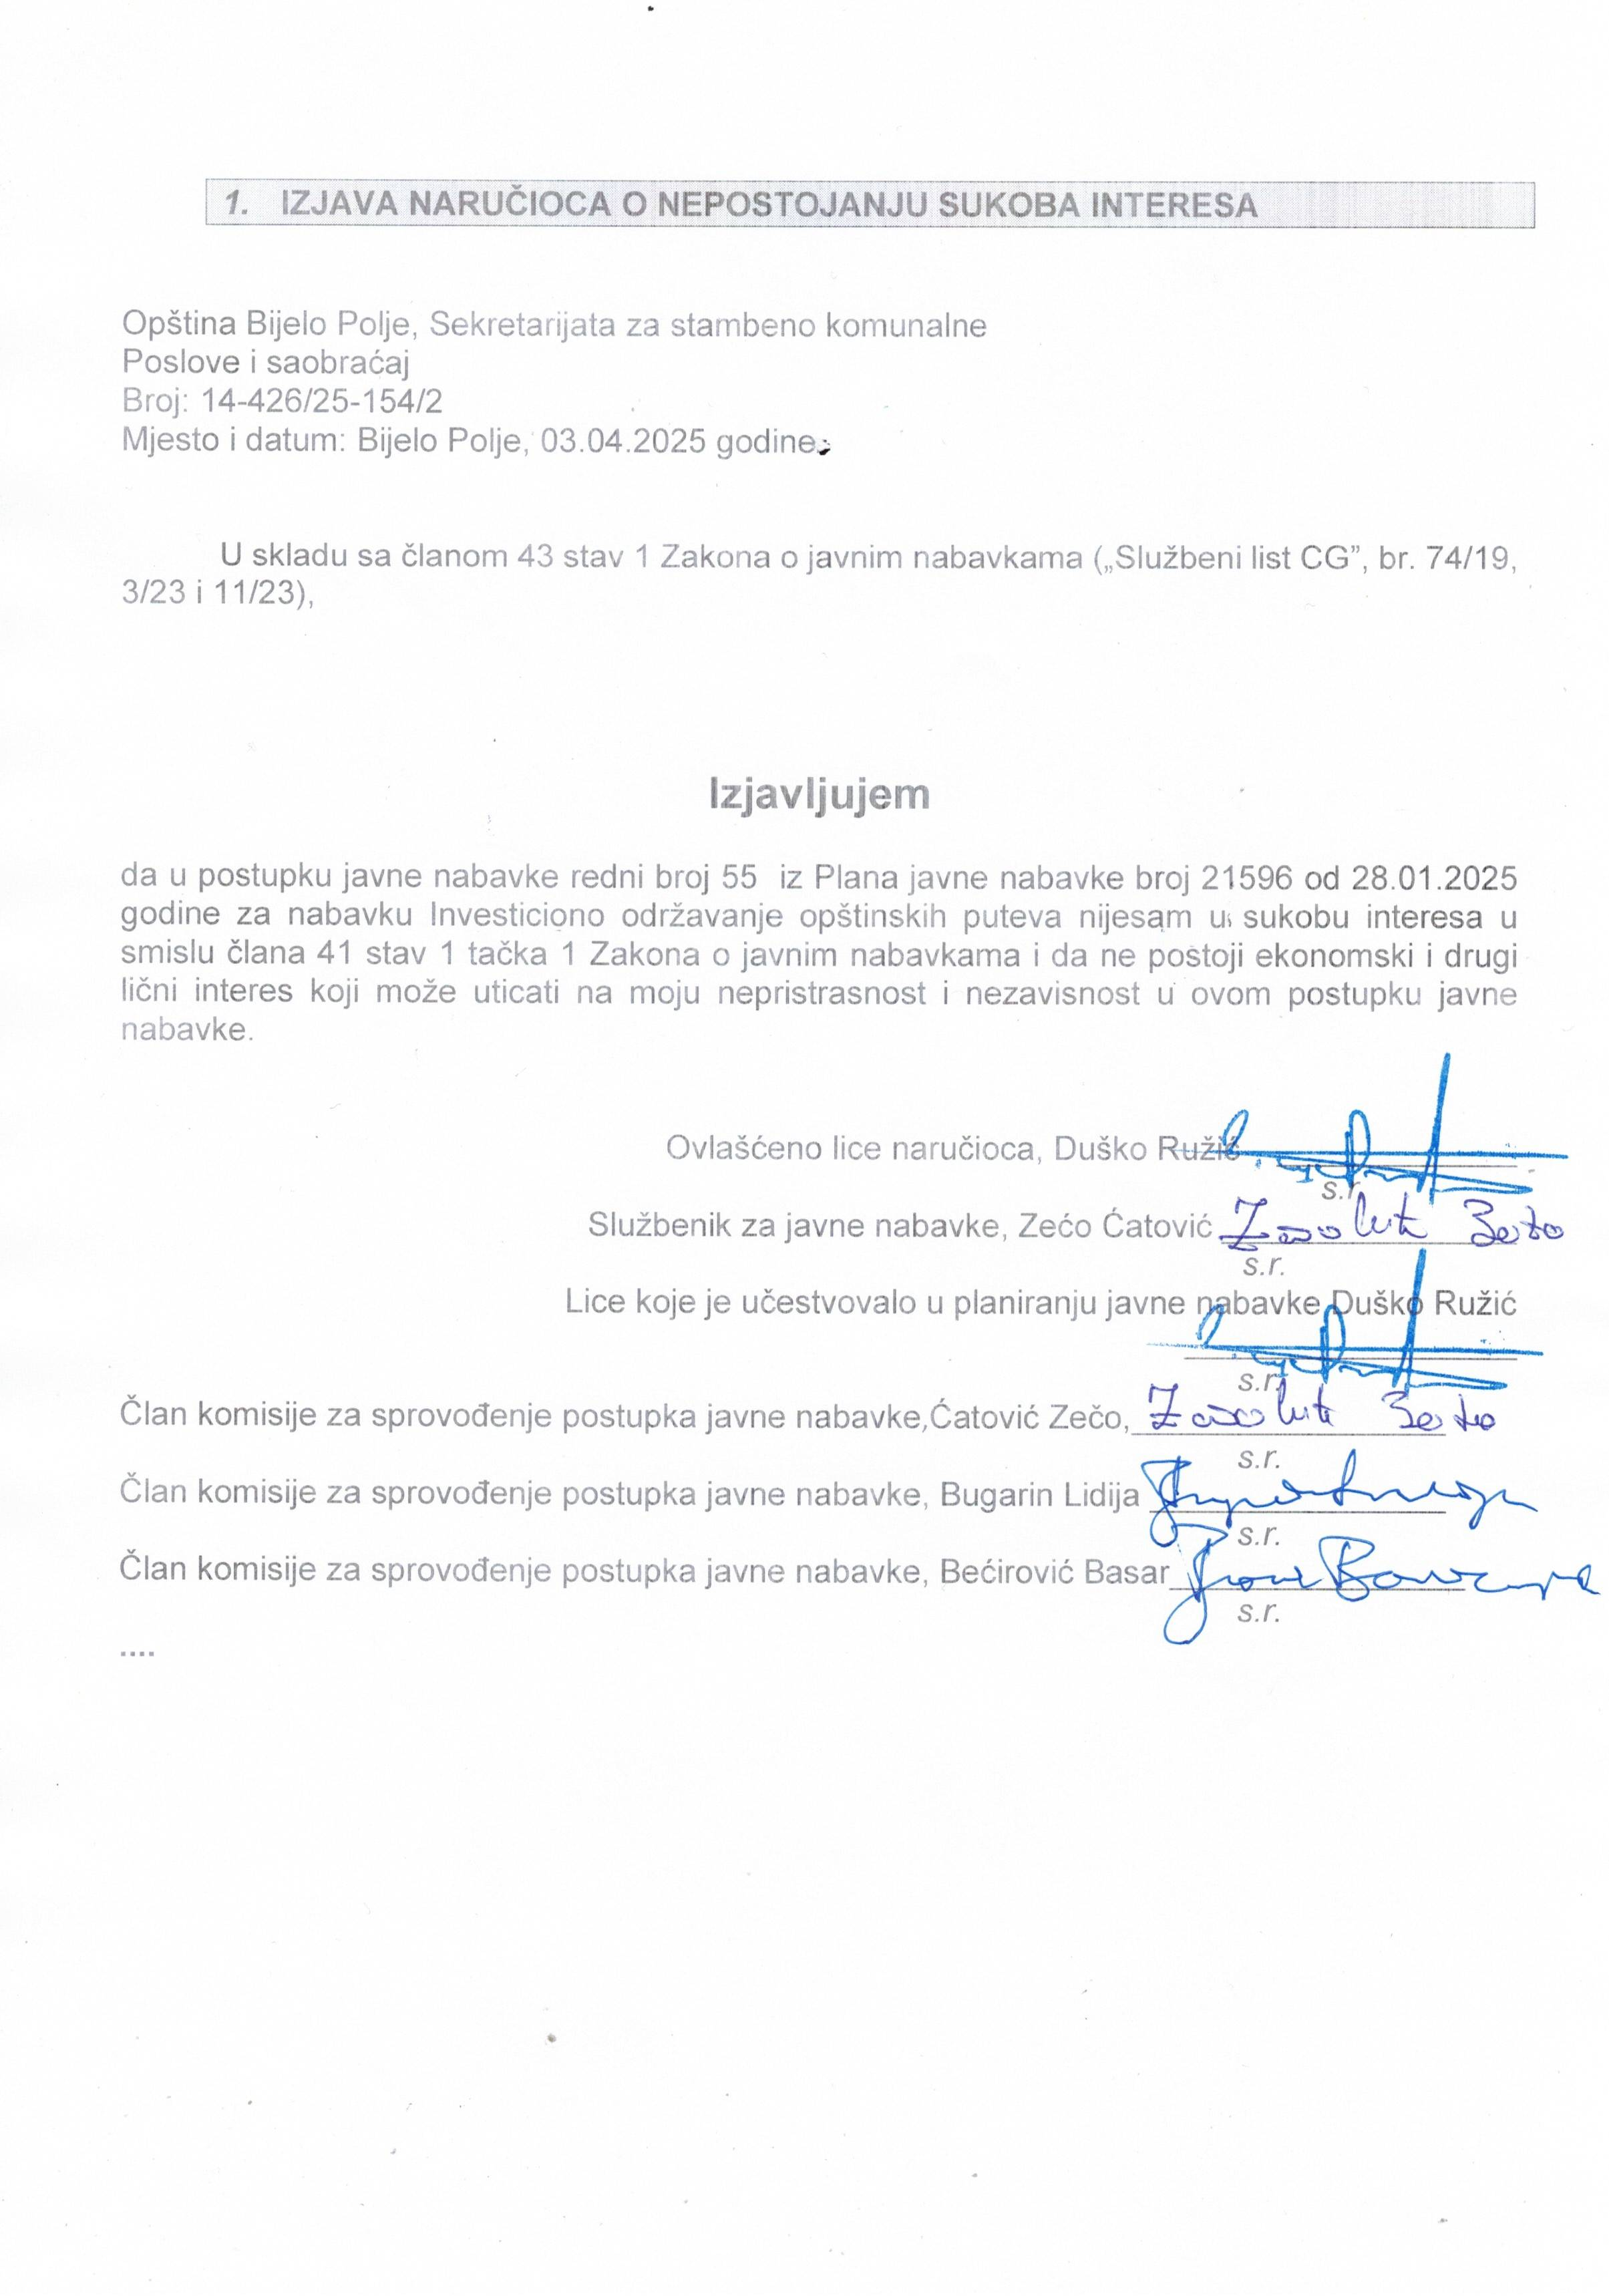 1. IZJAVA NARUČIOCA O NEPOSTOJANJU SUKOBA INTERESA
Opština Bijelo Polje, Sekretarijata za stambeno komunalne
Poslove i saobraćaj
Broj: 14-426/25-154/2
Mjesto i datum: Bijelo Polje, 03.04.2025 godine.
U skladu sa članom 43 stav 1 Zakona o javnim nabavkama („Službeni list CG”, br. 74/19,
3/23 i 11/23),
Izjavljujem
da u postupku javne nabavke redni broj 55 iz Plana javne nabavke broj 21596 od 28.01.2025
godine za nabavku Investiciono održavanje opštinskih puteva nijesam u sukobu interesa u
smislu člana 41 stav 1 tačka 1 Zakona o javnim nabavkama i da ne postoji ekonomski i drugi
lični interes koji može uticati na moju nepristrasnost i nezavisnost u ovom postupku javne
nabavke.
Ovlašćeno lice naručioca, Duško Ružić
s.r.
Službenik za javne nabavke, Zećo Ćatović
s.r.
Lice koje je učestvovalo u planiranju javne nabavke Duško Ružić
s.r.
Član komisije za sprovođenje postupka javne nabavke,Ćatović Zečo,
s.r.
Član komisije za sprovođenje postupka javne nabavke, Bugarin Lidija
s.r.
Član komisije za sprovođenje postupka javne nabavke, Bećirović Basar
s.r.
....